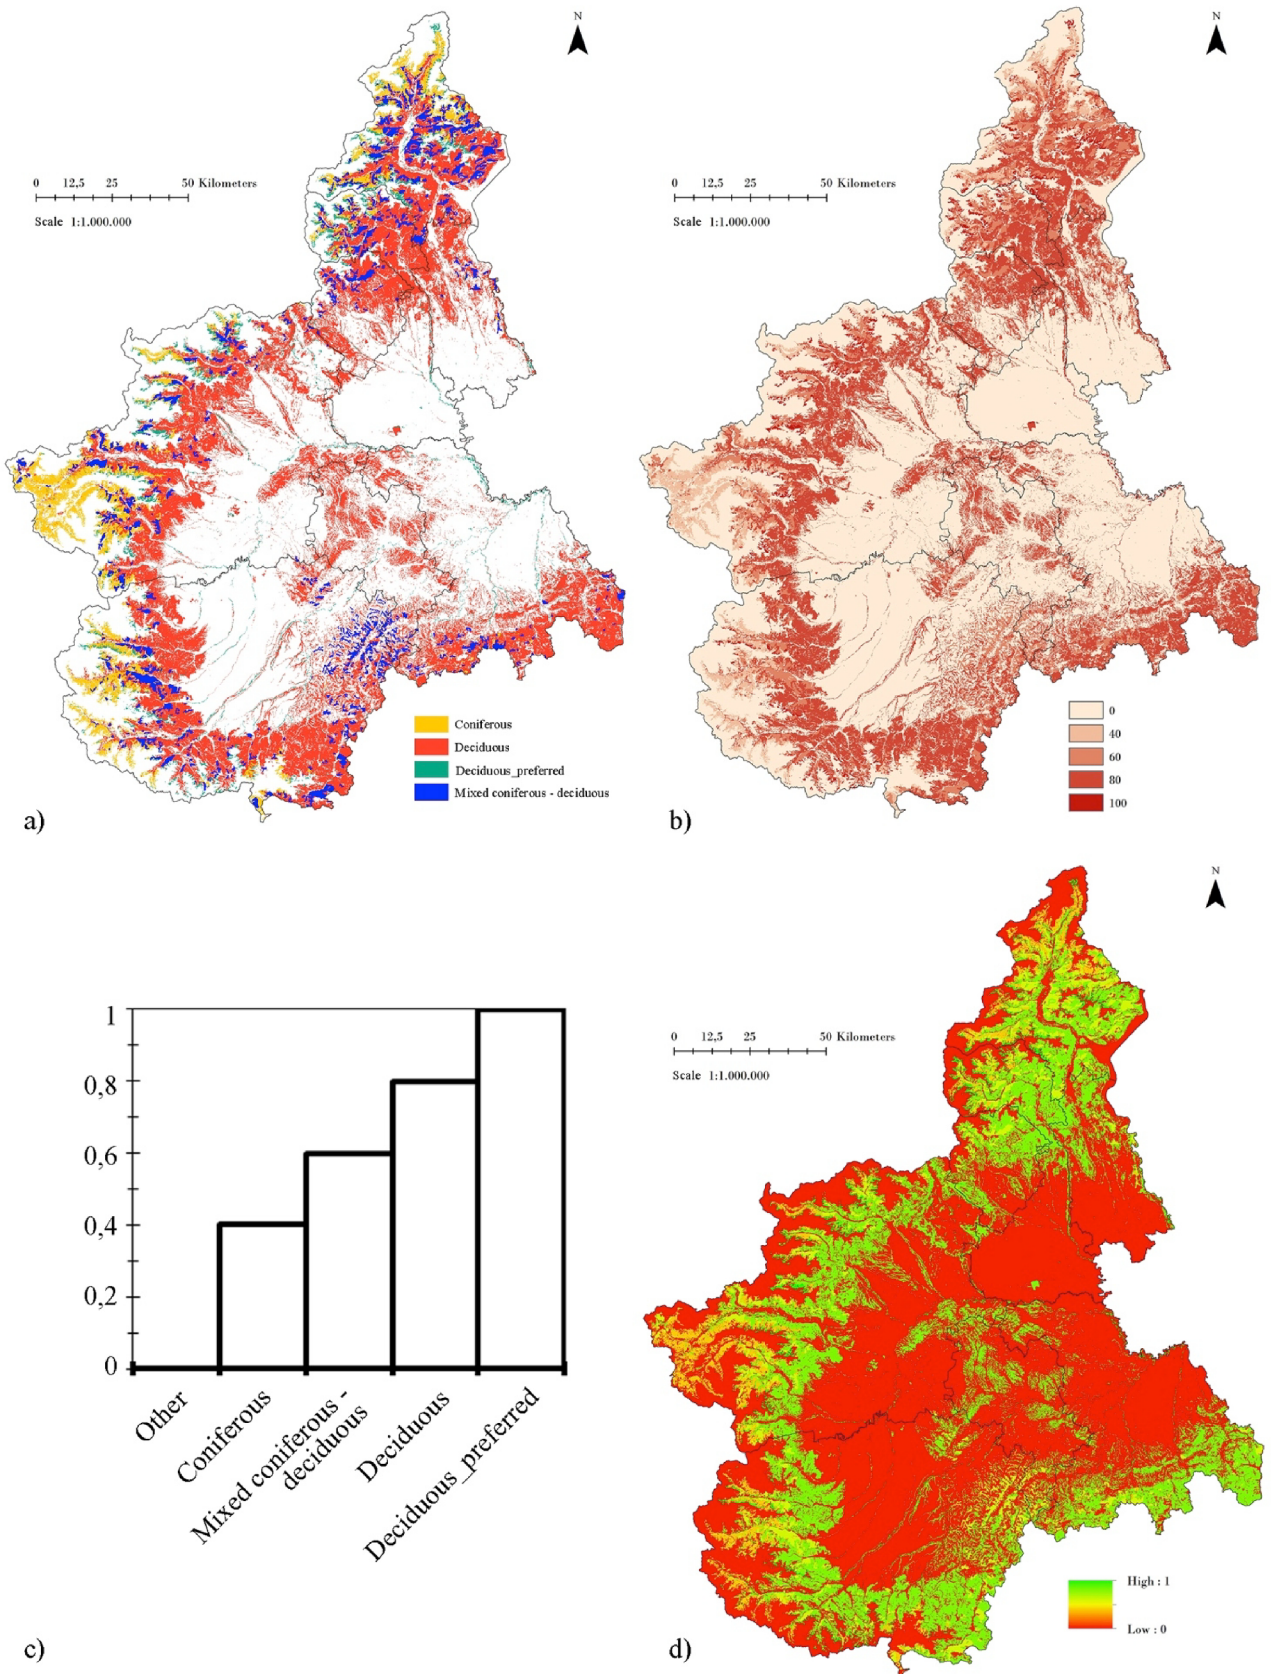 N
0 12,5 25 50 Kilometers
Scale 1:1.000.000
Coniferous
Deciduous
Deciduous_preferred
Mixed coniferous - deciduous
a)
N
0 12,5 25 50 Kilometers
Scale 1:1.000.000
0
40
60
80
100
b)
1
0,8
0,6
0,4
0,2
0
Other
Coniferous
Mixed coniferous -
deciduous
Deciduous
Deciduous_preferred
c)
N
0 12,5 25 50 Kilometers
Scale 1:1.000.000
High : 1
Low : 0
d)